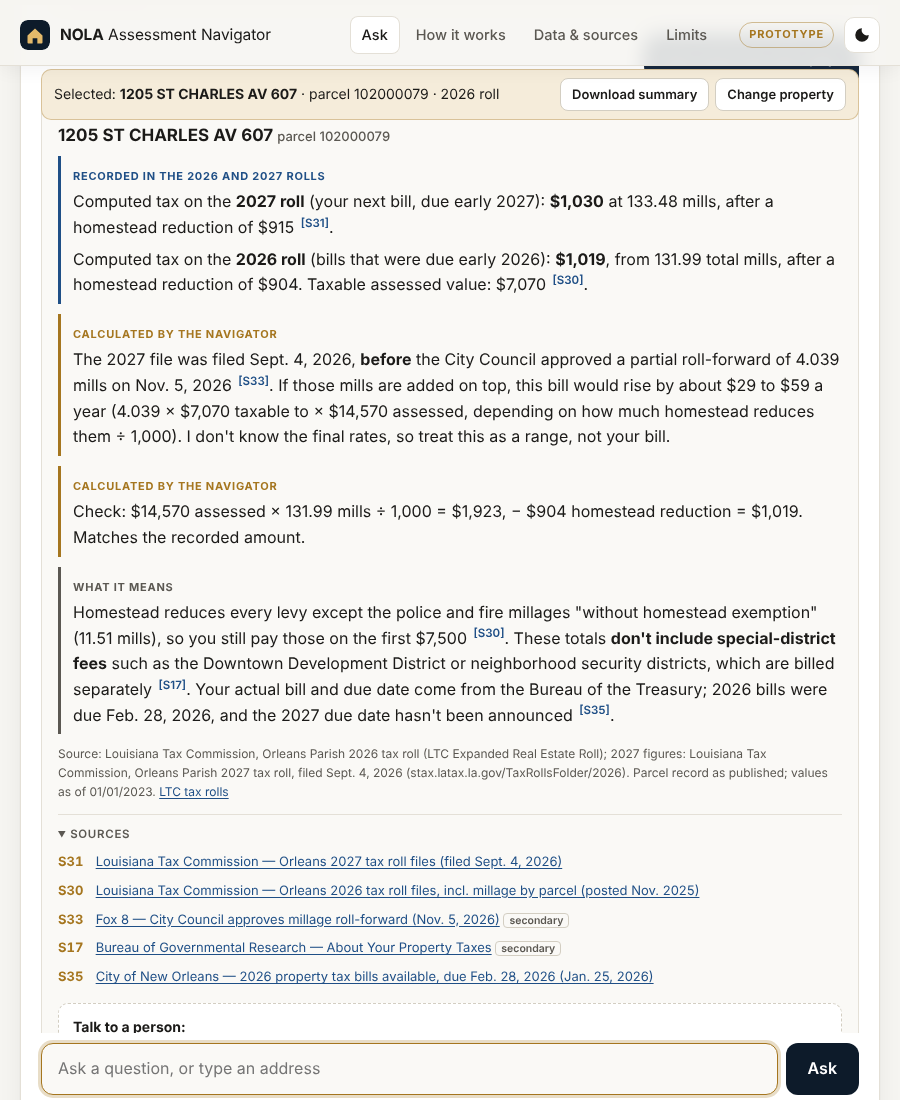 NOLA Assessment Navigator
Ask
How it works
Data & sources
Limits
PROTOTYPE
Selected: 1205 ST CHARLES AV 607 · parcel 102000079 · 2026 roll
Download summary
Change property
1205 ST CHARLES AV 607 parcel 102000079
RECORDED IN THE 2026 AND 2027 ROLLS
Computed tax on the 2027 roll (your next bill, due early 2027): $1,030 at 133.48 mills, after a
homestead reduction of $915 [S31].
Computed tax on the 2026 roll (bills that were due early 2026): $1,019, from 131.99 total mills, after a
homestead reduction of $904. Taxable assessed value: $7,070 [S30].
CALCULATED BY THE NAVIGATOR
The 2027 file was filed Sept. 4, 2026, before the City Council approved a partial roll-forward of 4.039
mills on Nov. 5, 2026 [S33]. If those mills are added on top, this bill would rise by about $29 to $59 a
year (4.039 × $7,070 taxable to × $14,570 assessed, depending on how much homestead reduces
them ÷ 1,000). I don't know the final rates, so treat this as a range, not your bill.
CALCULATED BY THE NAVIGATOR
Check: $14,570 assessed × 131.99 mills ÷ 1,000 = $1,923, − $904 homestead reduction = $1,019.
Matches the recorded amount.
WHAT IT MEANS
Homestead reduces every levy except the police and fire millages "without homestead exemption"
(11.51 mills), so you still pay those on the first $7,500 [S30]. These totals don't include special-district
fees such as the Downtown Development District or neighborhood security districts, which are billed
separately [S17]. Your actual bill and due date come from the Bureau of the Treasury; 2026 bills were
due Feb. 28, 2026, and the 2027 due date hasn't been announced [S35].
Source: Louisiana Tax Commission, Orleans Parish 2026 tax roll (LTC Expanded Real Estate Roll); 2027 figures: Louisiana Tax
Commission, Orleans Parish 2027 tax roll, filed Sept. 4, 2026 (stax.latax.la.gov/TaxRollsFolder/2026). Parcel record as published; values
as of 01/01/2023. LTC tax rolls
▼ SOURCES
S31 Louisiana Tax Commission — Orleans 2027 tax roll files (filed Sept. 4, 2026)
S30 Louisiana Tax Commission — Orleans 2026 tax roll files, incl. millage by parcel (posted Nov. 2025)
S33 Fox 8 — City Council approves millage roll-forward (Nov. 5, 2026) secondary
S17 Bureau of Governmental Research — About Your Property Taxes secondary
S35 City of New Orleans — 2026 property tax bills available, due Feb. 28, 2026 (Jan. 25, 2026)
Talk to a person:
Ask a question, or type an address
Ask